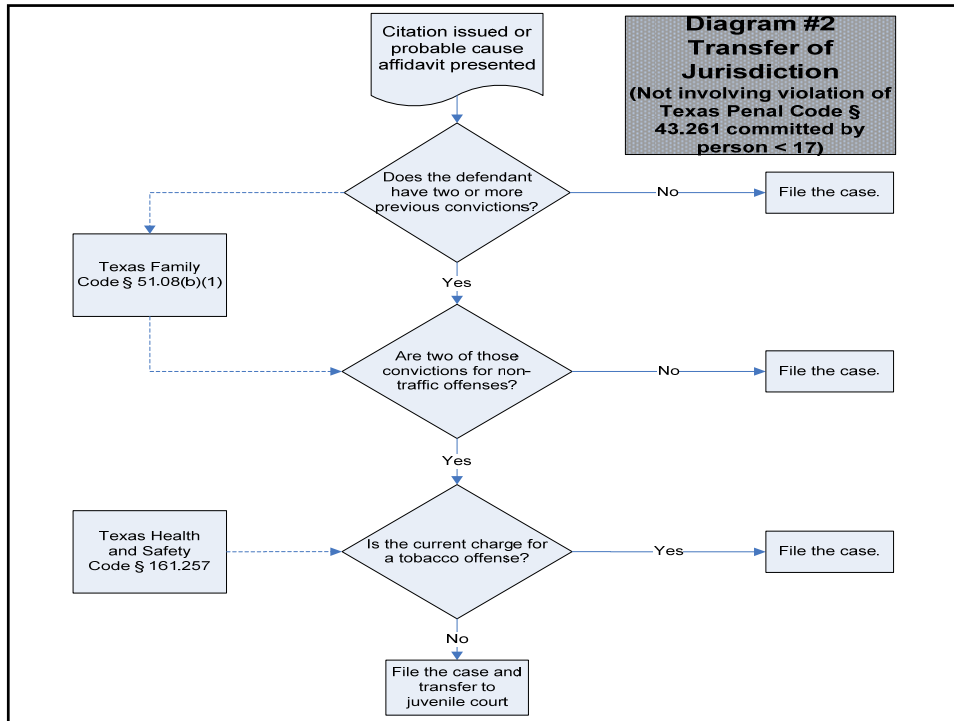 Citation issued or
probable cause
affidavit presented
Diagram #2
Transfer of
Jurisdiction
(Not involving violation of
Texas Penal Code §
43.261 committed by
person < 17)
Does the defendant
have two or more
previous convictions?
No
File the case.
Texas Family
Code § 51.08(b)(1)
Yes
Are two of those
convictions for non-
traffic offenses?
No
File the case.
Yes
Texas Health
and Safety
Code § 161.257
Is the current charge for
a tobacco offense?
Yes
File the case.
No
File the case and
transfer to
juvenile court